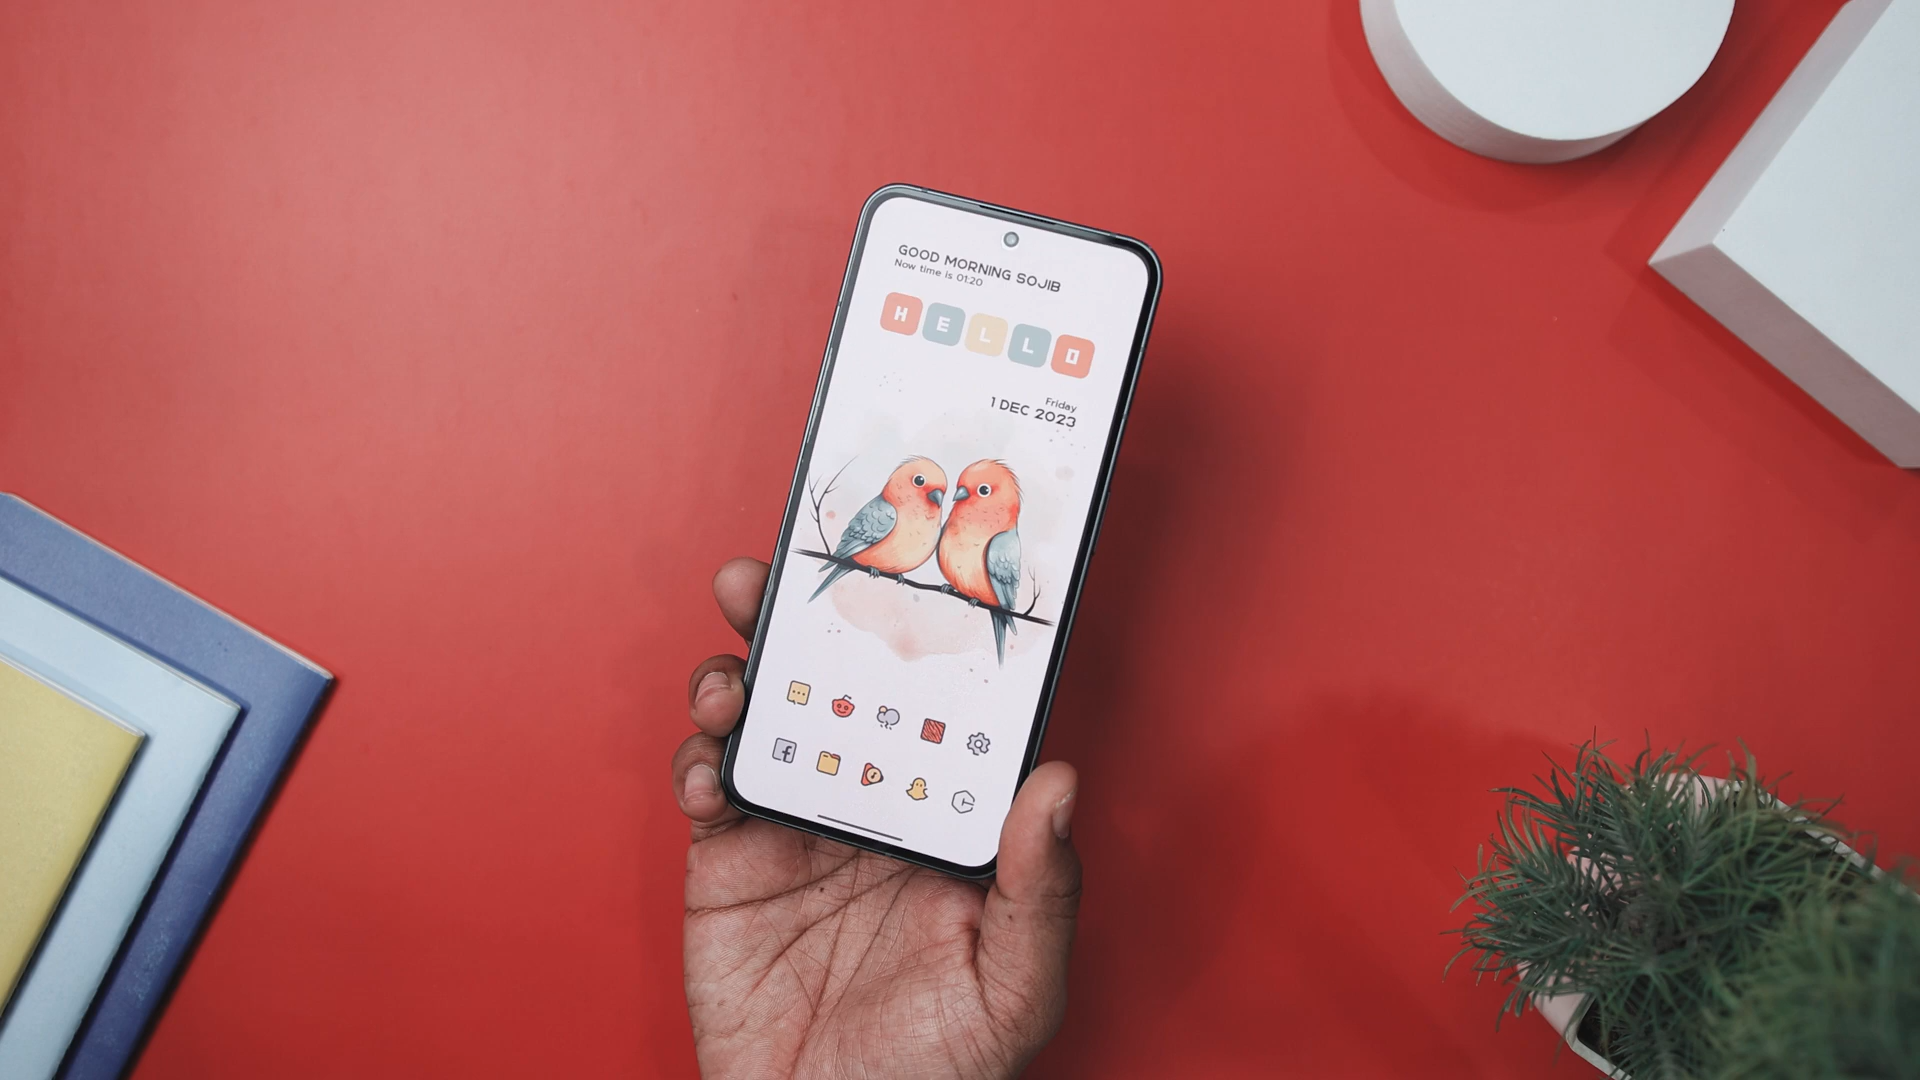 GOOD MORNING SOJIB
Now time is 01:20
HELLO
Friday
1 DEC 2023